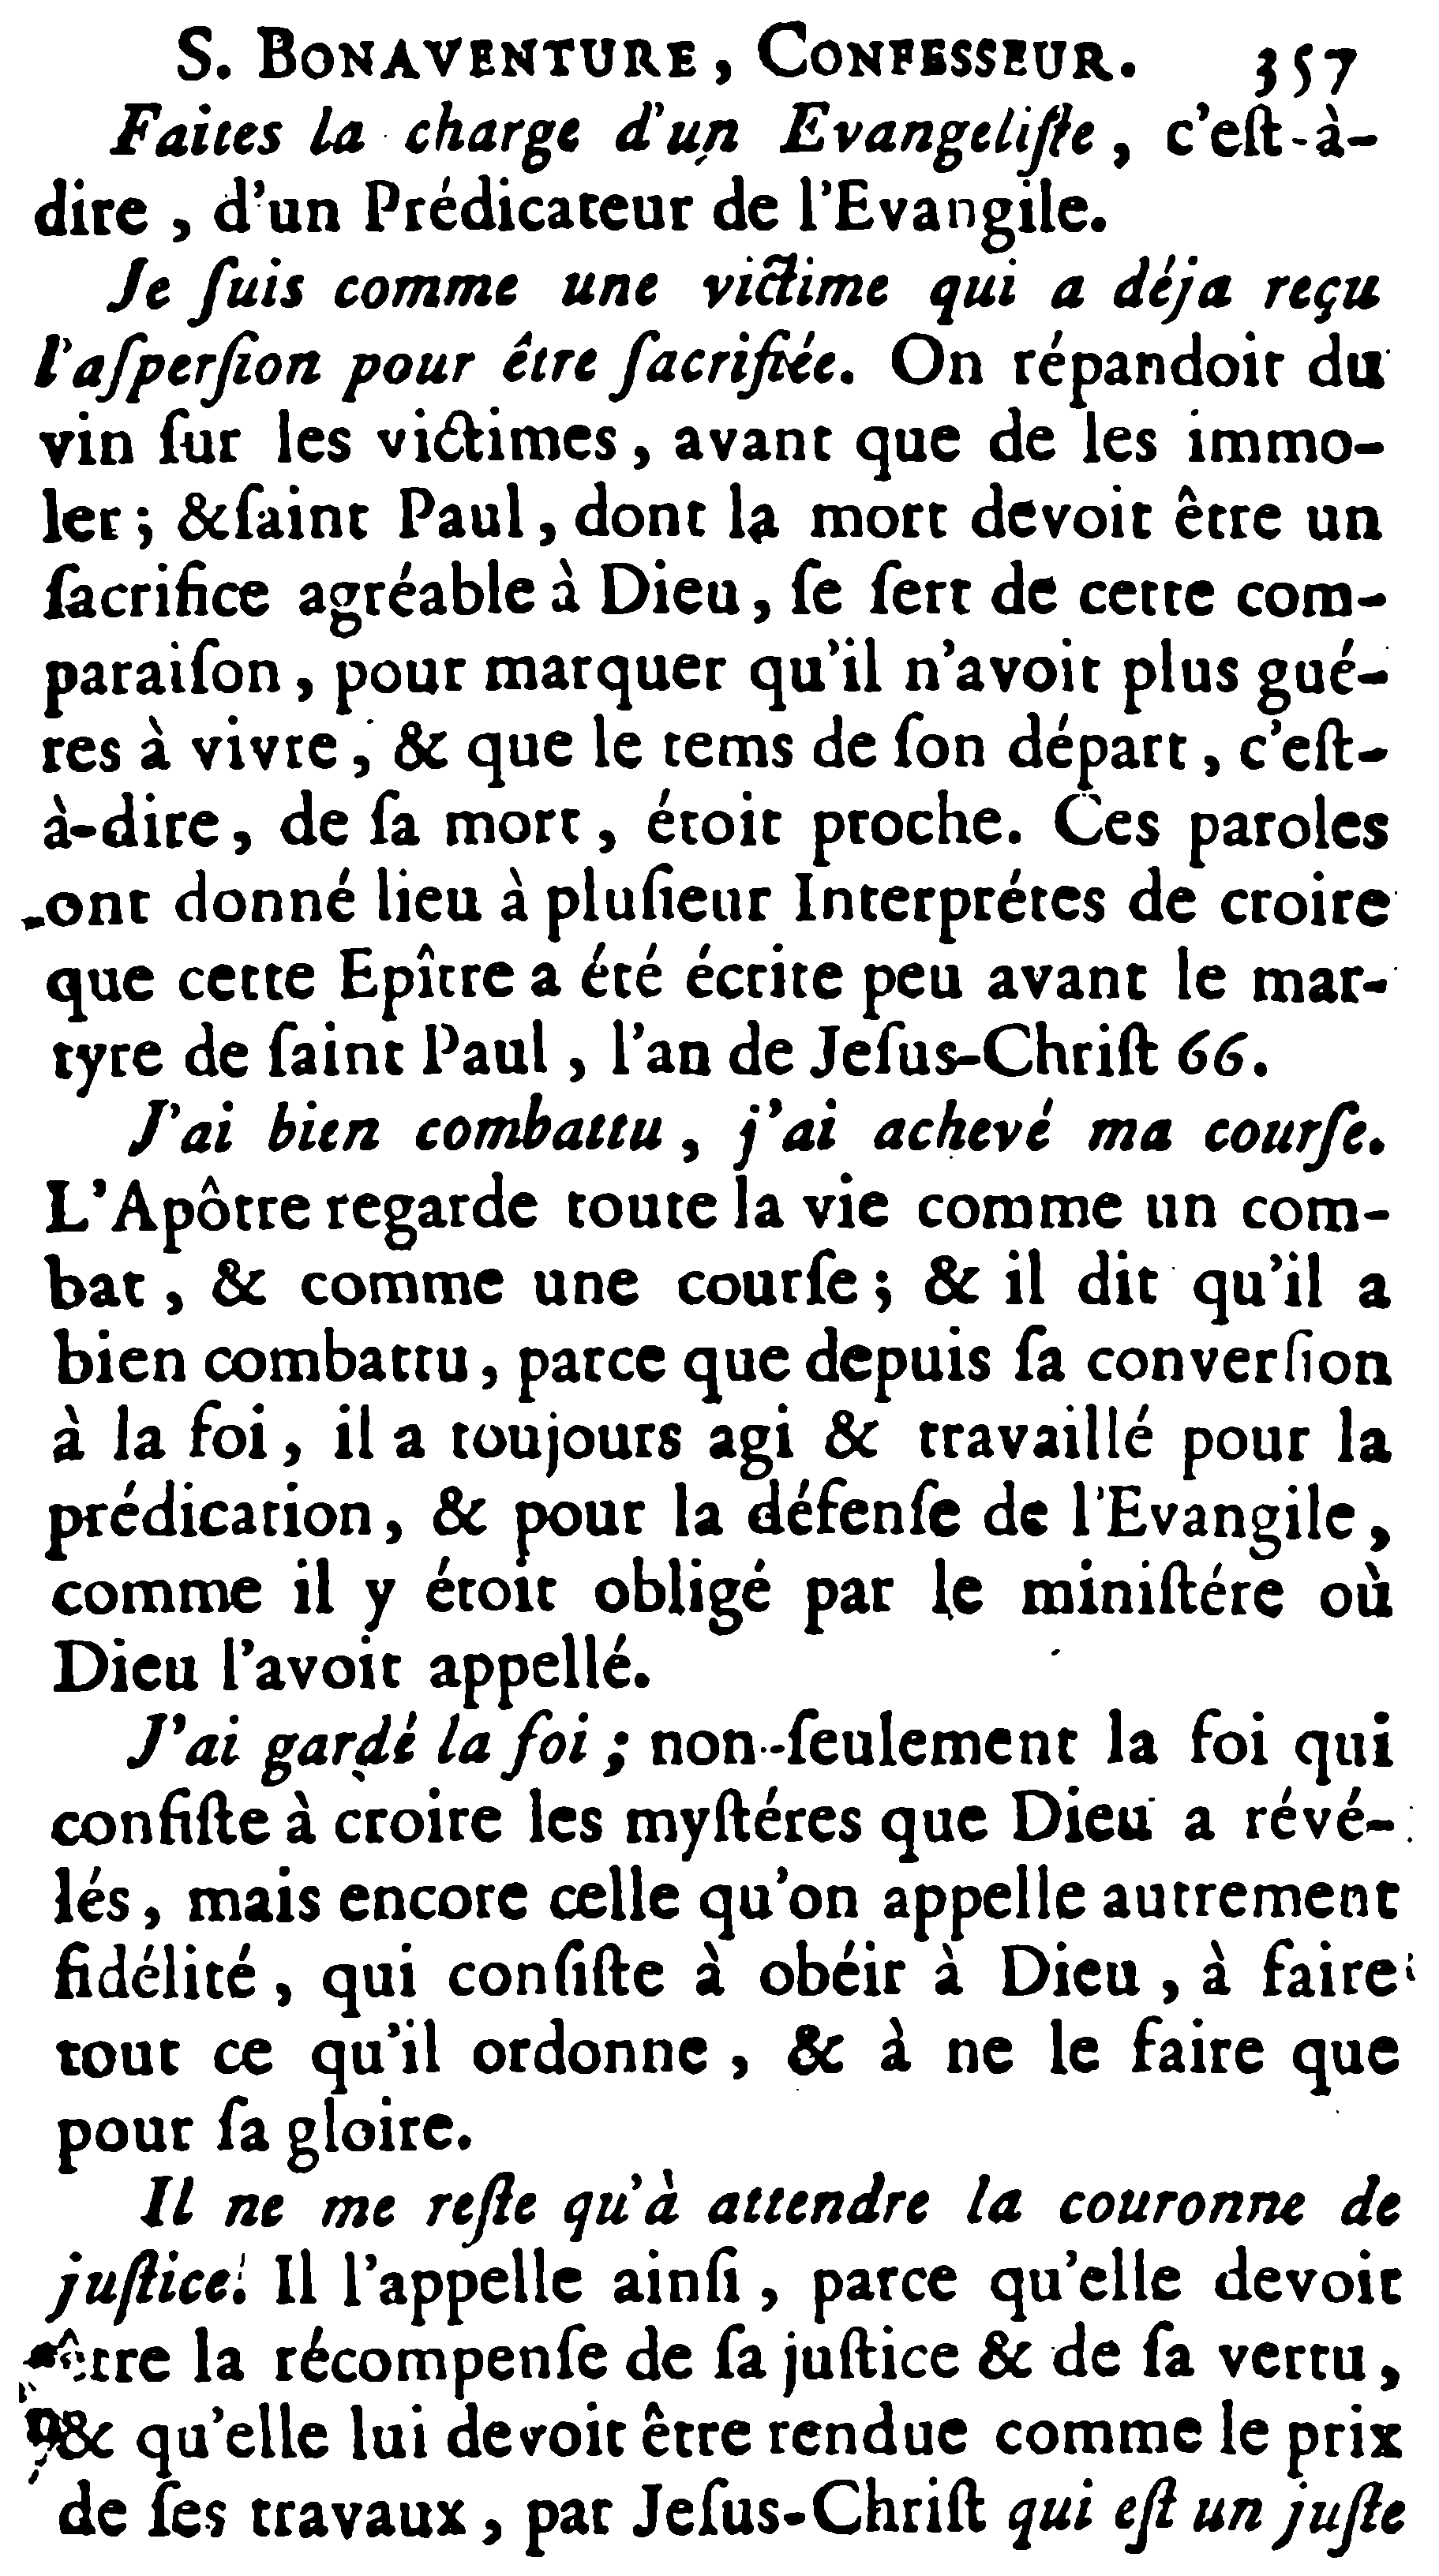 S. BONAVENTURE, CONFESSEUR. 357
Faites la charge d'un Evangeliſte, c'eſt-à-
dire, d'un Prédicateur de l'Evangile.
Je ſuis comme une victime qui a déja reçu
l'aſperſion pour être ſacrifiée. On répandoit du
vin ſur les victimes, avant que de les immo-
ler; &ſaint Paul, dont la mort devoit être un
ſacrifice agréable à Dieu, ſe ſert de cette com-
paraiſon, pour marquer qu'il n'avoit plus gué-
res à vivre, & que le tems de ſon départ, c'eſt-
à-dire, de ſa mort, étoit proche. Ces paroles
ont donné lieu à pluſieur Interprétes de croire
que cette Epître a été écrite peu avant le mar-
tyre de ſaint Paul, l'an de Jeſus-Chriſt 66.
J'ai bien combattu, j'ai achevé ma courſe.
L'Apôtre regarde toute la vie comme un com-
bat, & comme une courſe; & il dit qu'il a
bien combattu, parce que depuis ſa converſion
à la foi, il a toujours agi & travaillé pour la
prédication, & pour la défenſe de l'Evangile,
comme il y étoit obligé par le miniſtére où
Dieu l'avoit appellé.
J'ai gardé la foi; non-ſeulement la foi qui
conſiſte à croire les myſtéres que Dieu a révé-
lés, mais encore celle qu'on appelle autrement
fidélité, qui conſiſte à obéir à Dieu, à faire
tout ce qu'il ordonne, & à ne le faire que
pour ſa gloire.
Il ne me reſte qu'à attendre la couronne de
juſtice. Il l'appelle ainſi, parce qu'elle devoit
être la récompenſe de ſa juſtice & de ſa vertu,
& qu'elle lui devoit être rendue comme le prix
de ſes travaux, par Jeſus-Chriſt qui eſt un juſte